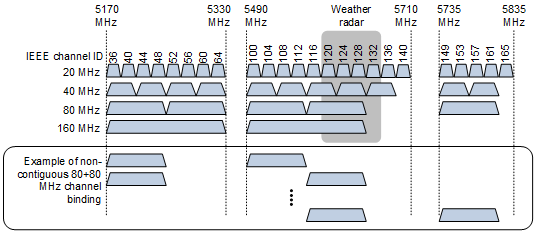 5170 MHz
5330 MHz
5490 MHz
Weather radar
5710 MHz
5735 MHz
5835 MHz
IEEE channel ID
36 40 44 48 52 56 60 64 100 104 108 112 116 120 124 128 132 136 140 149 153 157 161 165
20 MHz
40 MHz
80 MHz
160 MHz
Example of non-
contiguous 80+80
MHz channel
binding